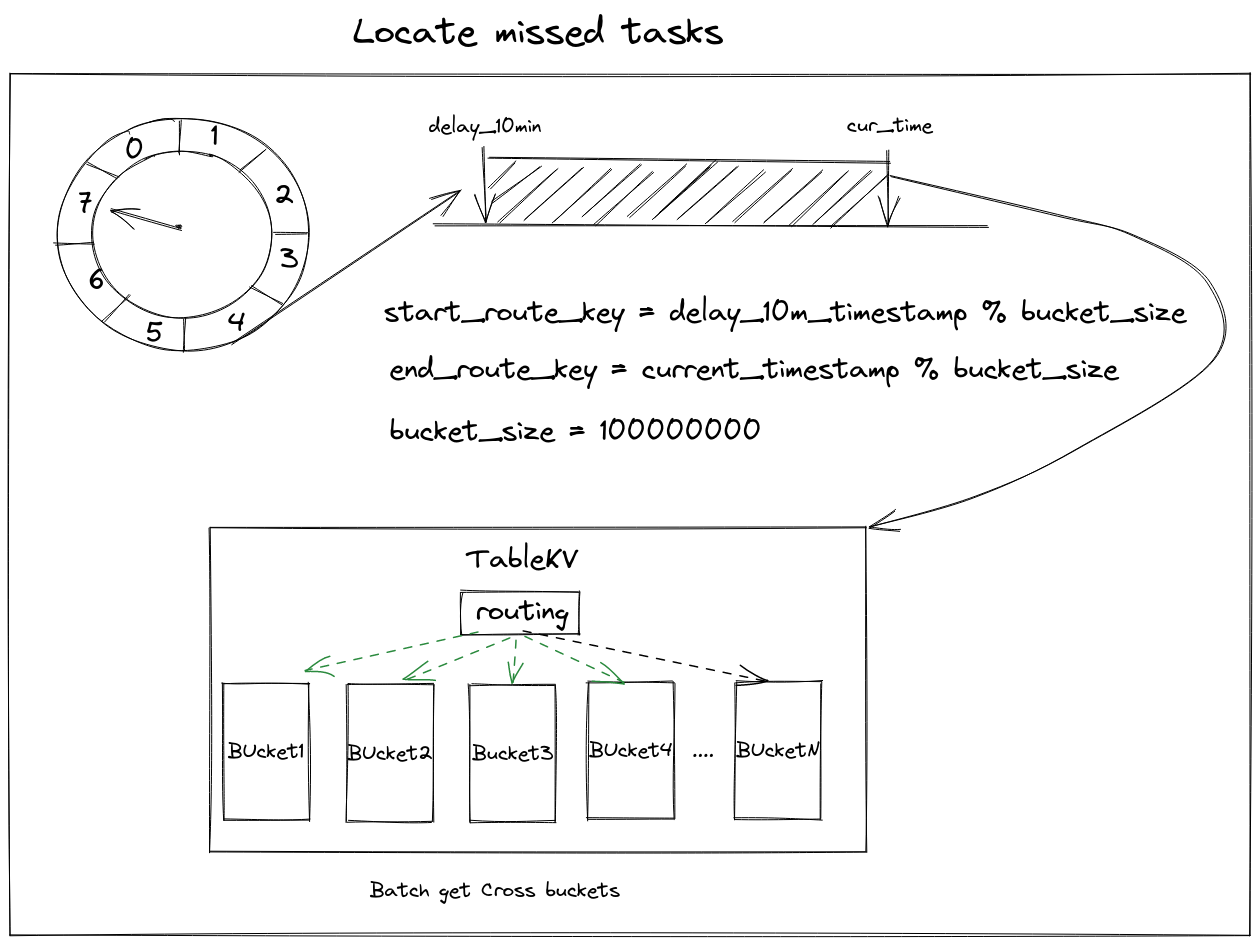 Locate missed tasks
0
1
2
3
4
5
6
7
delay_10min
cur_time
start_route_key = delay_10m_timestamp % bucket_size
end_route_key = current_timestamp % bucket_size
bucket_size = 100000000
TableKV
routing
BUcket1
BUcket2
Bucket3
BUcket4
....
BUcketN
Batch get Cross buckets